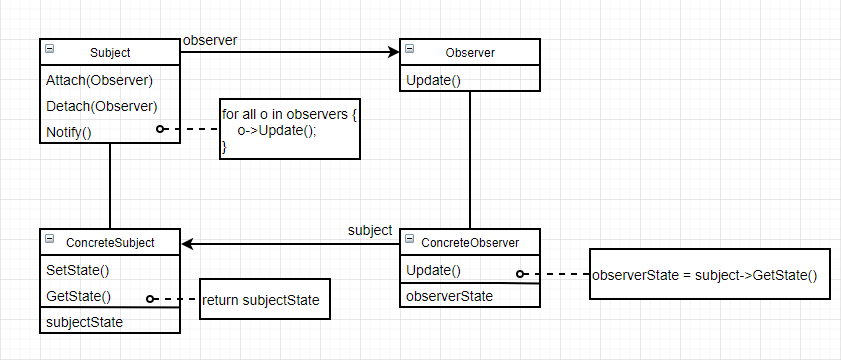 observer
Subject
Attach(Observer)
Detach(Observer)
Notify()
for all o in observers {
o->Update();
}
Observer
Update()
ConcreteSubject
SetState()
GetState()
subjectState
return subjectState
subject
ConcreteObserver
Update()
observerState
observerState = subject->GetState()